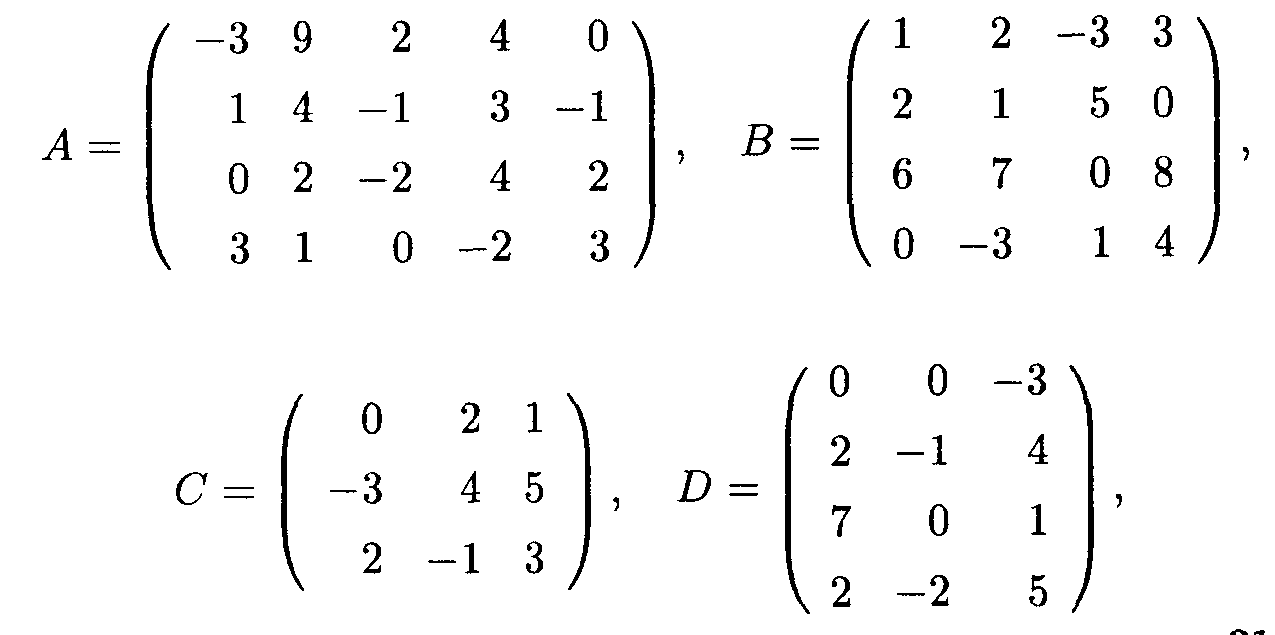 A = ( -3 9 2 4 0
1 4 -1 3 -1
0 2 -2 4 2
3 1 0 -2 3 ) , B = ( 1 2 -3 3
2 1 5 0
6 7 0 8
0 -3 1 4 ) ,
C = ( 0 2 1
-3 4 5
2 -1 3 ) , D = ( 0 0 -3
2 -1 4
7 0 1
2 -2 5 ) ,